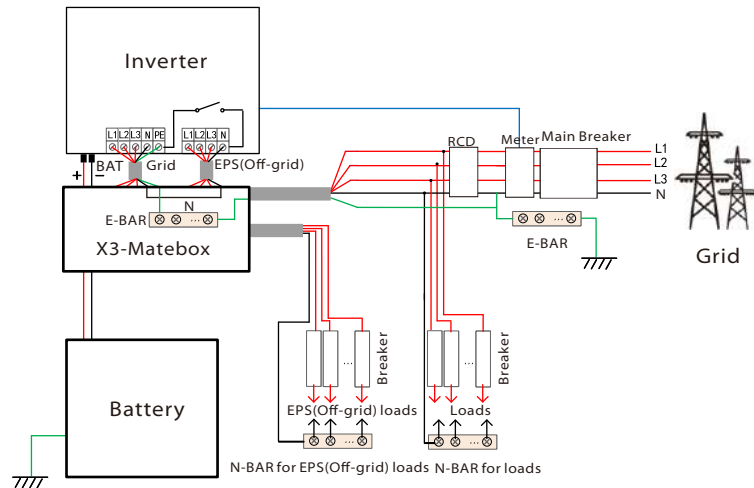 Inverter
L1 L2 L3 N PE
L1 L2 L3 N
BAT
Grid
EPS(Off-grid)
+
−
N
E-BAR
X3-Matebox
RCD
Meter
Main Breaker
L1
L2
L3
N
E-BAR
Grid
...
Breaker
...
Breaker
EPS(Off-grid) loads
Loads
Battery
N-BAR for EPS(Off-grid) loads
N-BAR for loads